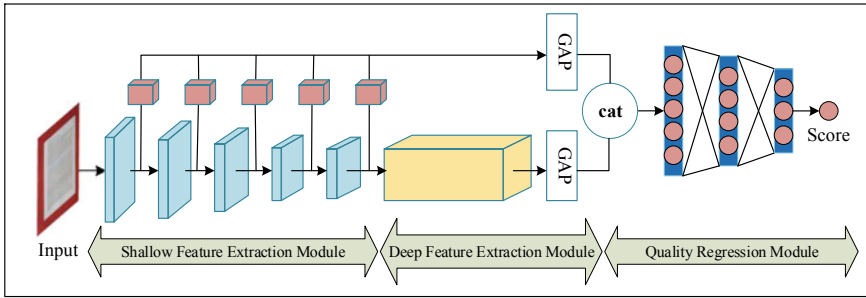 GAP
cat
GAP
Score
Input
Shallow Feature Extraction Module
Deep Feature Extraction Module
Quality Regression Module